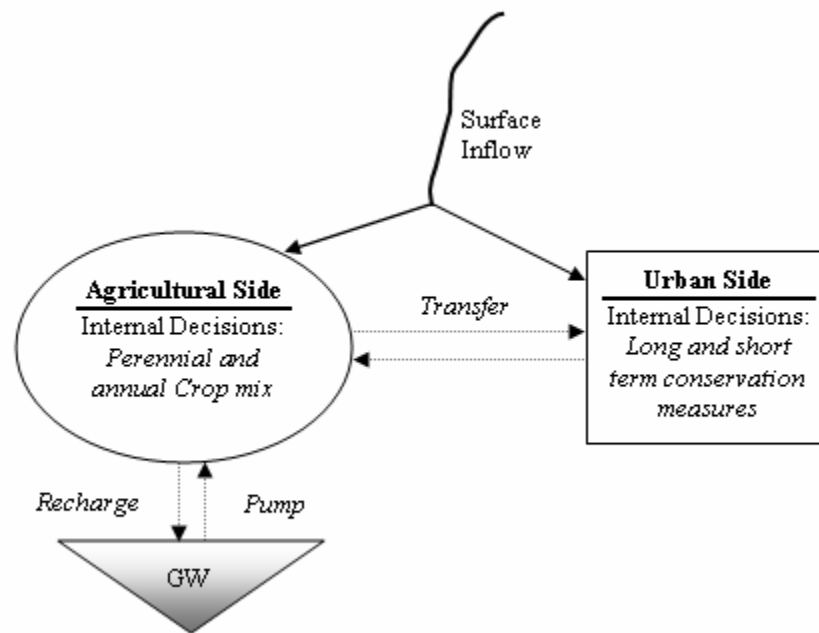 Surface
Inflow
Agricultural Side
Internal Decisions:
Perennial and
annual Crop mix
Transfer
Urban Side
Internal Decisions:
Long and short
term conservation
measures
Recharge
Pump
GW